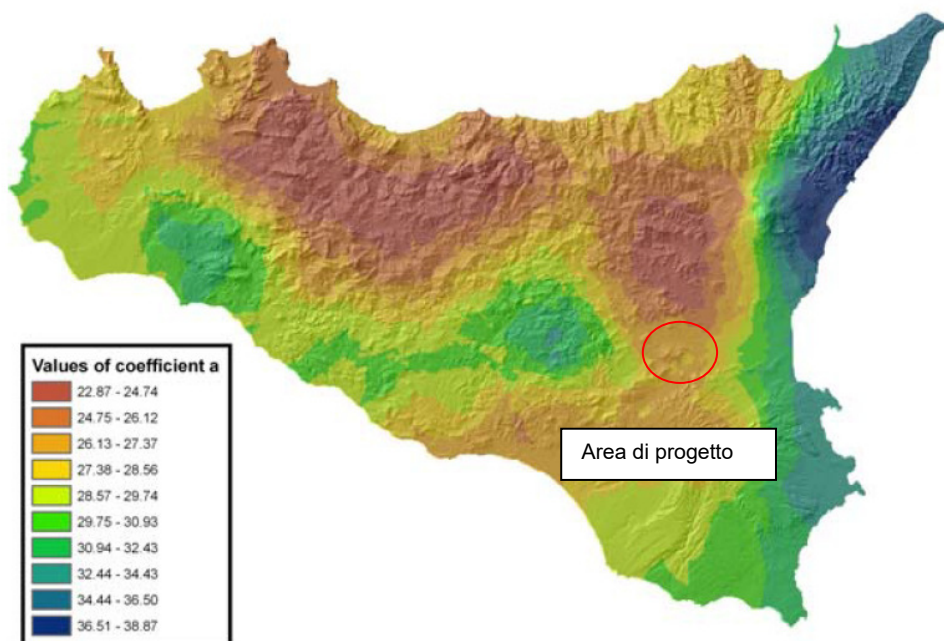 Area di progetto
Values of coefficient a
22.87 - 24.74
24.75 - 26.12
26.13 - 27.37
27.38 - 28.56
28.57 - 29.74
29.75 - 30.93
30.94 - 32.43
32.44 - 34.43
34.44 - 36.50
36.51 - 38.87